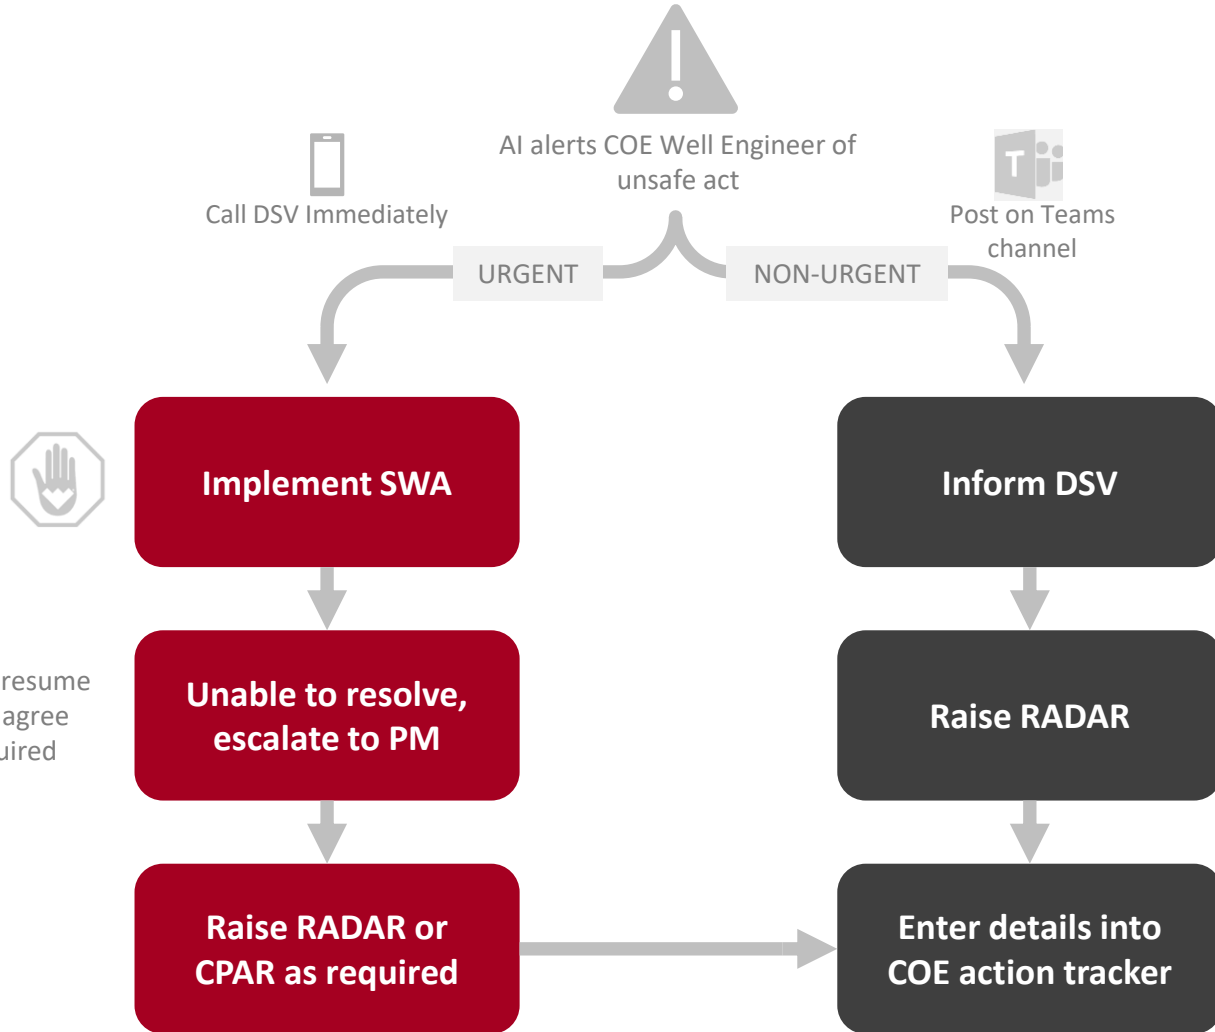 AI alerts COE Well Engineer of
unsafe act
Call DSV Immediately
T
Post on Teams
channel
URGENT
NON-URGENT
Implement SWA
Inform DSV
resume
agree
Unable to resolve,
escalate to PM
Raise RADAR
Raise RADAR or
CPAR as required
Enter details into
COE action tracker